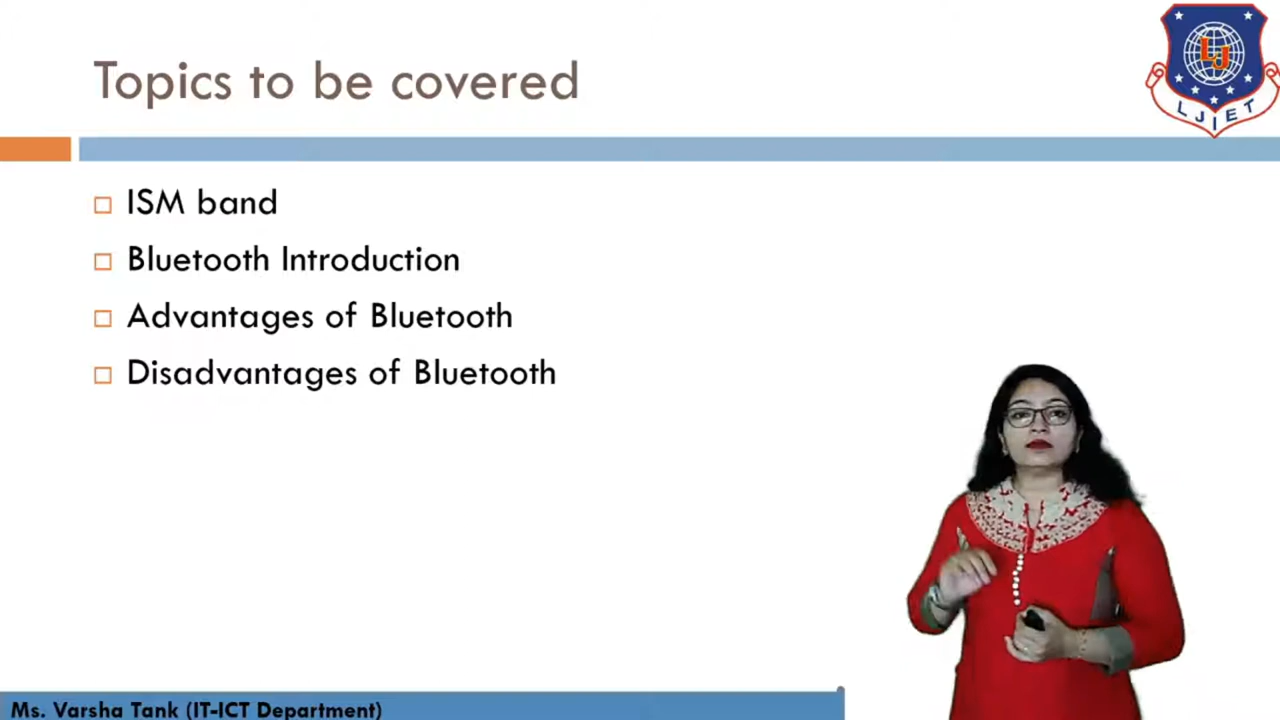 Topics to be covered
LJ
LJIET
ISM band
Bluetooth Introduction
Advantages of Bluetooth
Disadvantages of Bluetooth
Ms. Varsha Tank (IT-ICT Department)